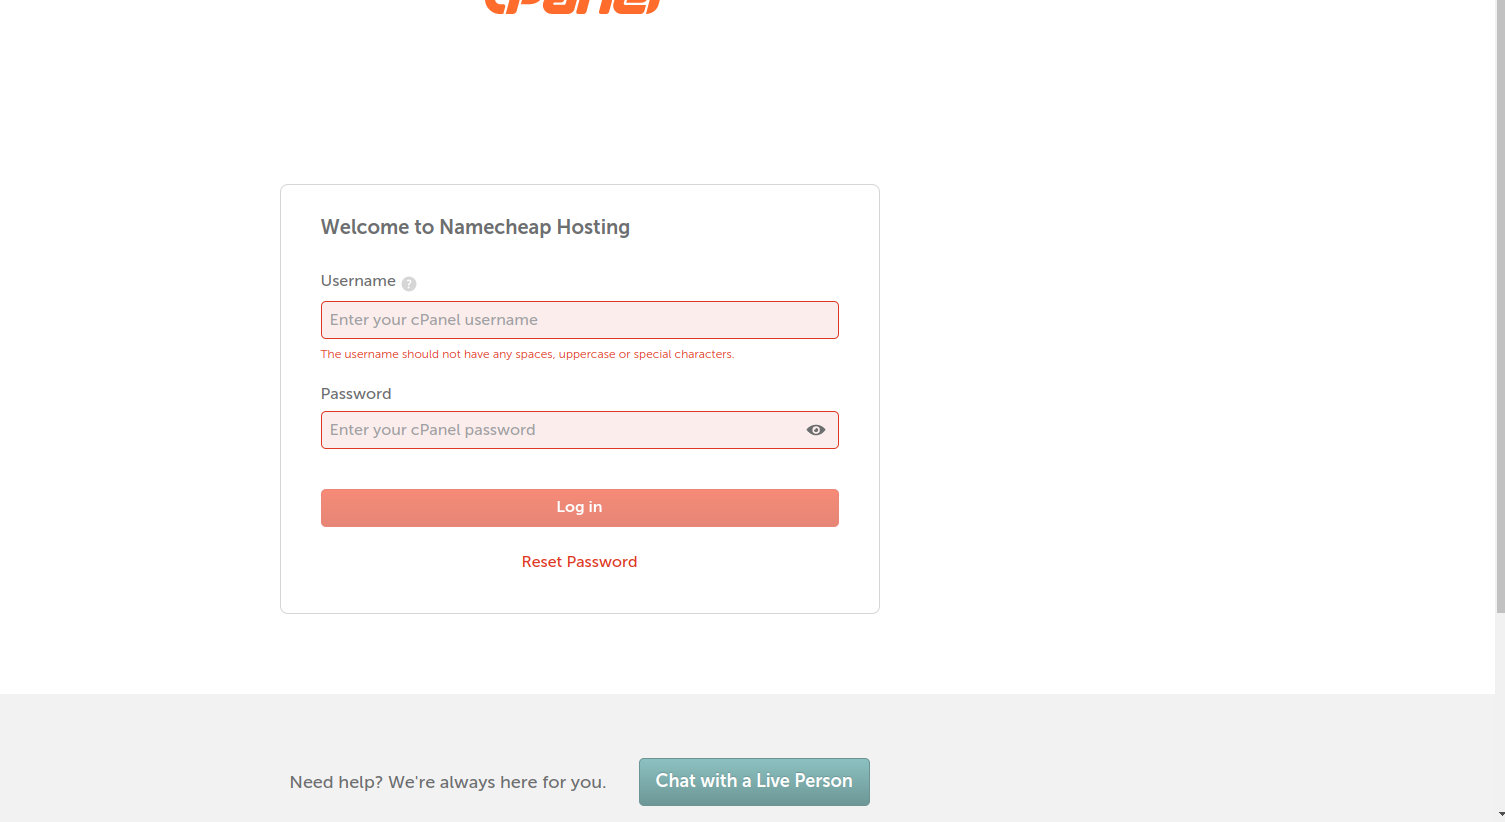 cPanel
Welcome to Namecheap Hosting
Username ?
Enter your cPanel username
The username should not have any spaces, uppercase or special characters.
Password
Enter your cPanel password
Log in
Reset Password
Need help? We're always here for you.
Chat with a Live Person